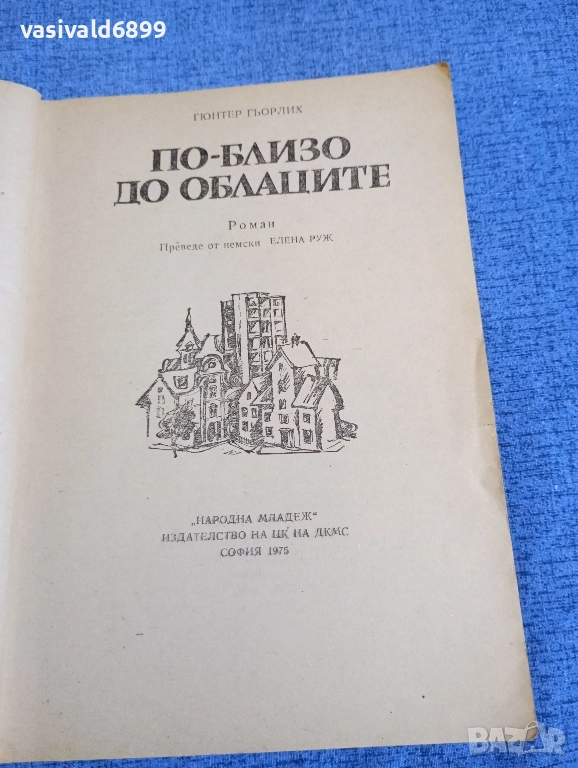 vasivald6899
ГЮНТЕР ГЬОРЛИХ
ПО-БЛИЗО
ДО ОБЛАЦИТЕ
Роман
Преведе от немски ЕЛЕНА РУЖ
„НАРОДНА МЛАДЕЖ“
ИЗДАТЕЛСТВО НА ЦК НА ДКМС
СОФИЯ 1975
BAZAR